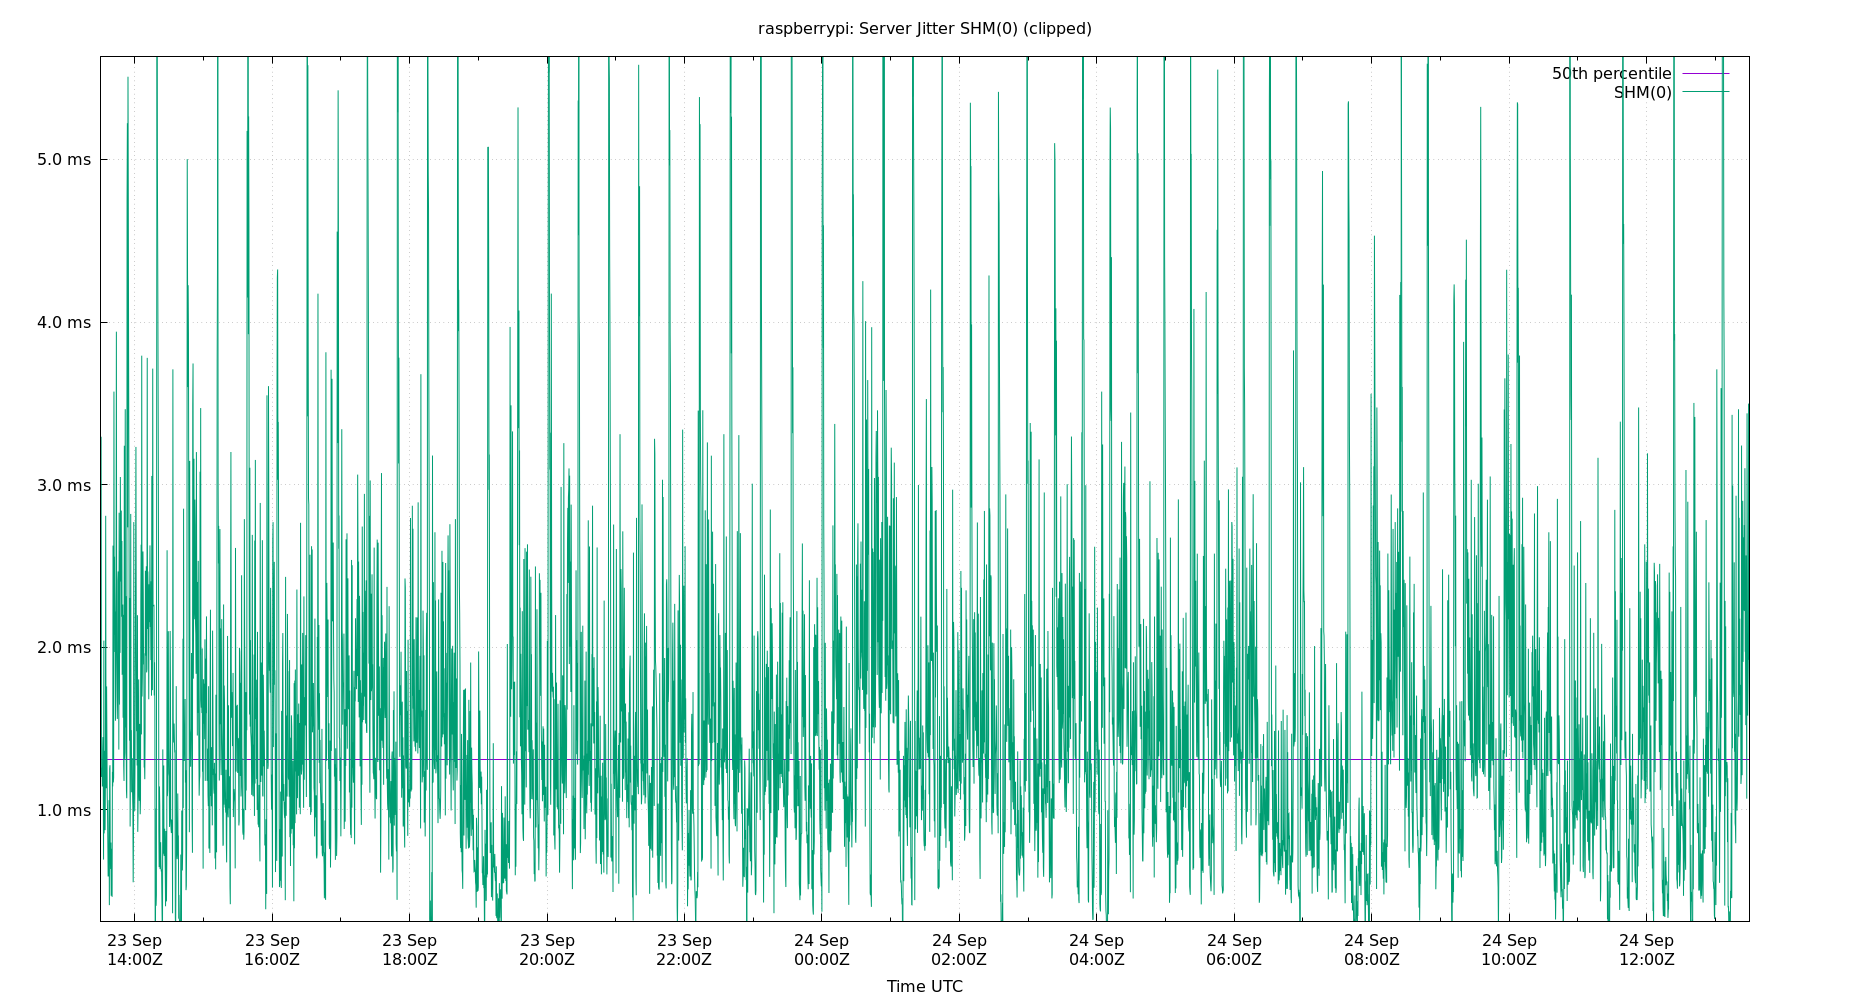 raspberrypi: Server Jitter SHM(0) (clipped)
50th percentile
SHM(0)
5.0 ms
4.0 ms
3.0 ms
2.0 ms
1.0 ms
23 Sep 23 Sep 23 Sep 23 Sep 23 Sep 24 Sep 24 Sep 24 Sep 24 Sep 24 Sep 24 Sep 24 Sep
14:00Z 16:00Z 18:00Z 20:00Z 22:00Z 00:00Z 02:00Z 04:00Z 06:00Z 08:00Z 10:00Z 12:00Z
Time UTC